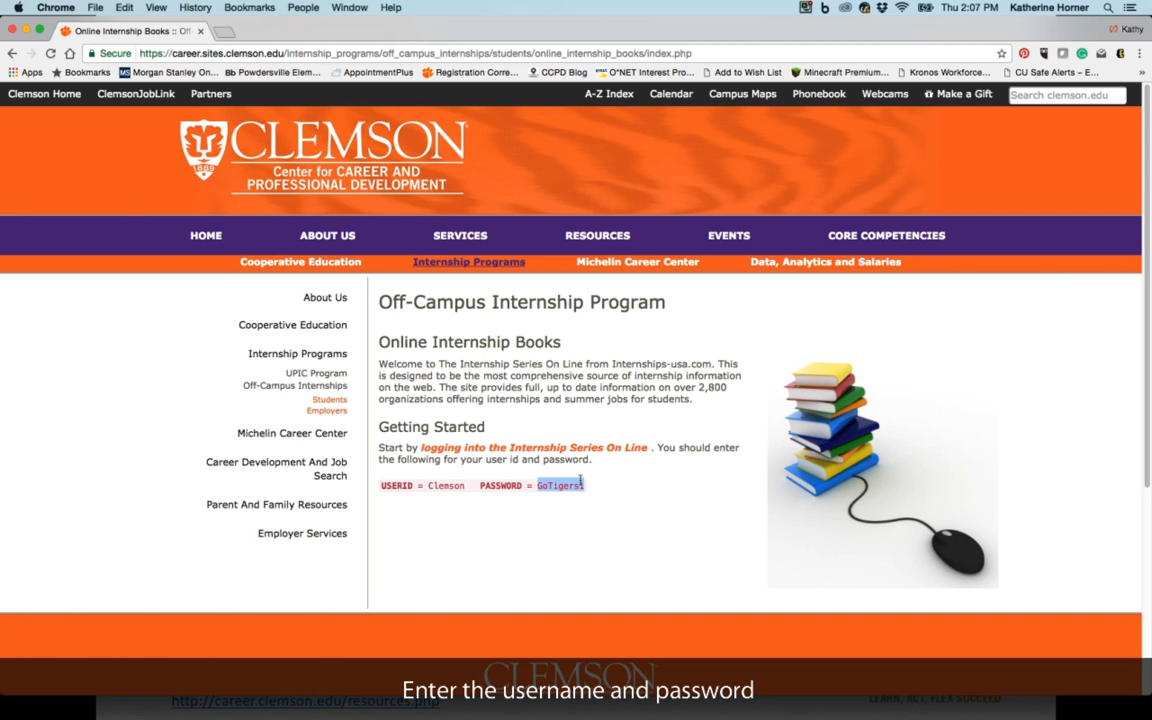 Chrome File Edit View History Bookmarks People Window Help Thu 2:07 PM Katherine Horner
Online Internship Books :: Off- Kathy
Secure https://career.sites.clemson.edu/internship_programs/off_campus_internships/students/online_internship_books/index.php
Apps Bookmarks Morgan Stanley On... Bb Powdersville Elem... AppointmentPlus Registration Corre... CCPD Blog O*NET Interest Pro... Add to Wish List Minecraft Premium... Kronos Workforce... CU Safe Alerts – E... »
Clemson Home ClemsonJobLink Partners A-Z Index Calendar Campus Maps Phonebook Webcams Make a Gift Search clemson.edu
CLEMSON
1889
Center for CAREER AND
PROFESSIONAL DEVELOPMENT
HOME ABOUT US SERVICES RESOURCES EVENTS CORE COMPETENCIES
Cooperative Education Internship Programs Michelin Career Center Data, Analytics and Salaries
About Us
Cooperative Education
Internship Programs
UPIC Program
Off-Campus Internships
Students
Employers
Michelin Career Center
Career Development And Job
Search
Parent And Family Resources
Employer Services
Off-Campus Internship Program
Online Internship Books
Welcome to The Internship Series On Line from Internships-usa.com. This
is designed to be the most comprehensive source of internship information
on the web. The site provides full, up to date information on over 2,800
organizations offering internships and summer jobs for students.
Getting Started
Start by logging into the Internship Series On Line . You should enter
the following for your user id and password.
USERID = Clemson PASSWORD = GoTigers1
CLEMSON
Enter the username and password
http://career.clemson.edu/resources.php
LEARN, ACT, FLEX SUCCEED